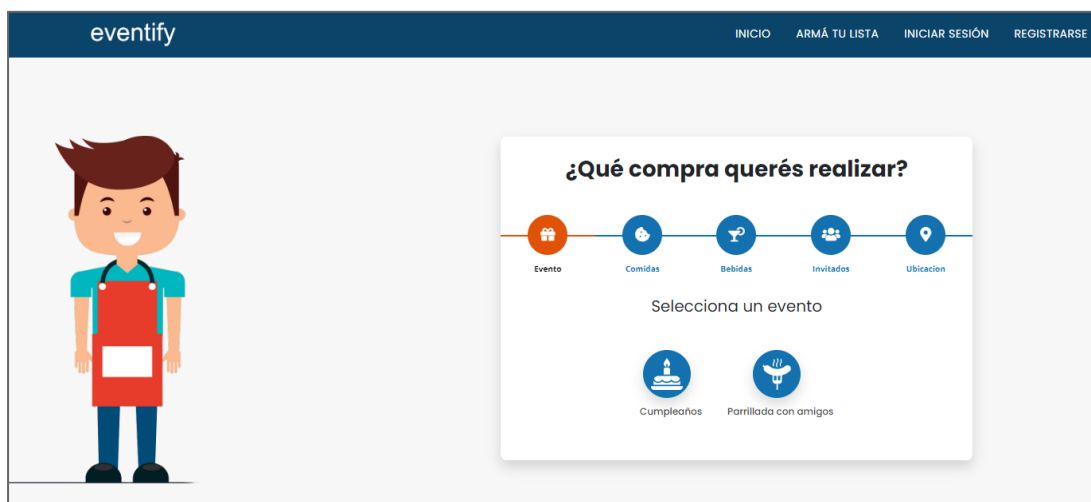 eventify
INICIO ARMÁ TU LISTA INICIAR SESIÓN REGISTRARSE
¿Qué compra querés realizar?
Evento Comidas Bebidas Invitados Ubicacion
Selecciona un evento
Cumpleaños Parrillada con amigos